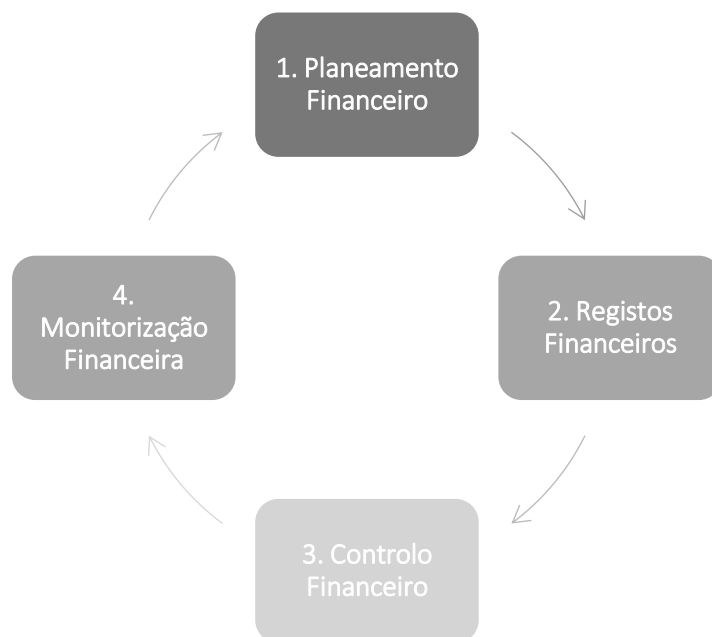 1. Planeamento
Financeiro
2. Registos
Financeiros
3. Controlo
Financeiro
4.
Monitorização
Financeira